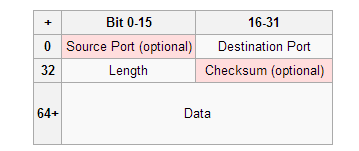 + Bit 0-15 16-31
0 Source Port (optional) Destination Port
32 Length Checksum (optional)
64+ Data